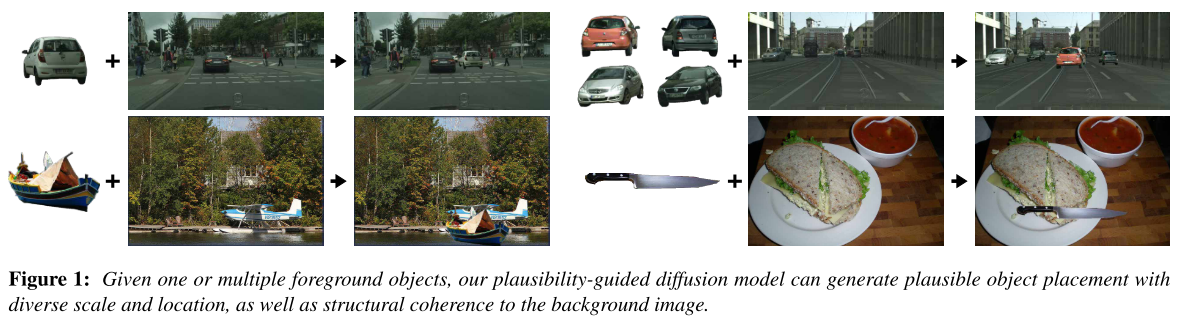 Figure 1: Given one or multiple foreground objects, our plausibility-guided diffusion model can generate plausible object placement with
diverse scale and location, as well as structural coherence to the background image.